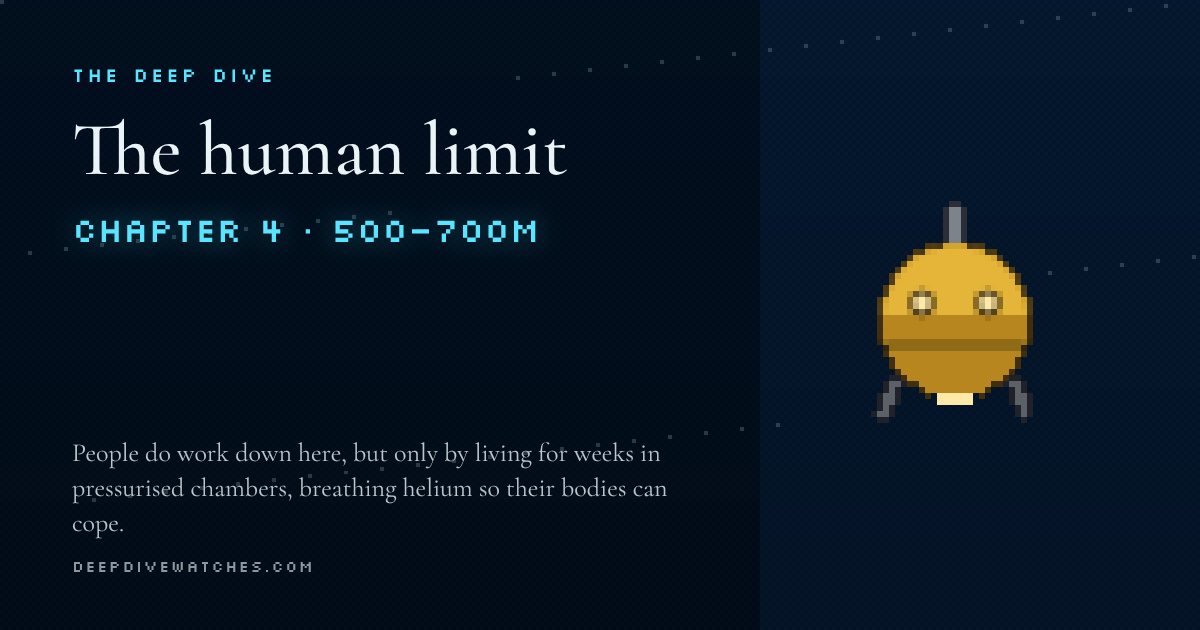 THE DEEP DIVE
The human limit
CHAPTER 4 · 500–700M
People do work down here, but only by living for weeks in
pressurised chambers, breathing helium so their bodies can
cope.
DEEPDIVEWATCHES.COM